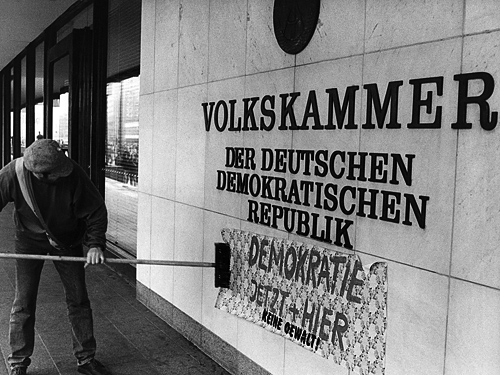 VOLKSKAMMER
DER DEUTSCHEN
DEMOKRATISCHEN
REPUBLIK
DEMOKRATIE
JETZT + HIER
KEINE GEWALT!